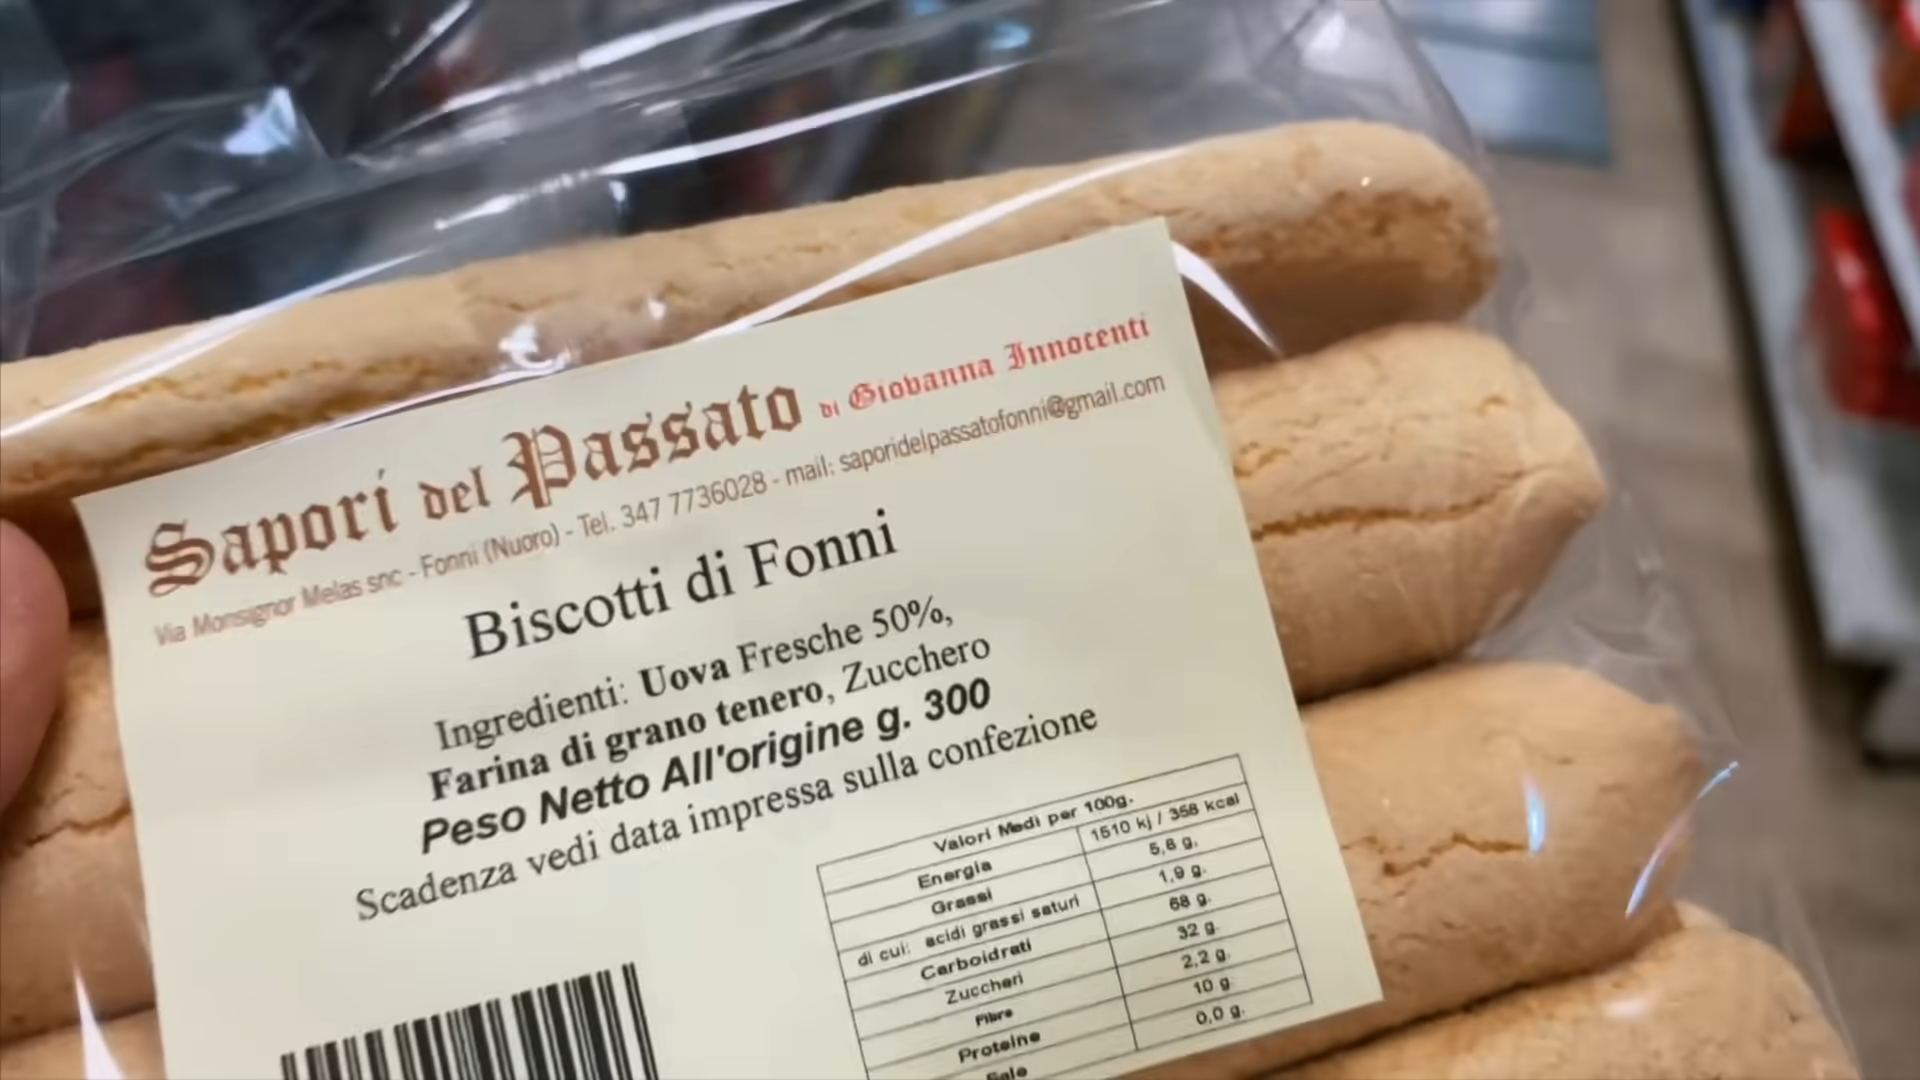 Sapori del Passato di Giovanna Innocenti
Via Monsignor Melas snc - Fonni (Nuoro) - Tel. 347 7736028 - mail: saporidelpassatofonni@gmail.com
Biscotti di Fonni
Ingredienti: Uova Fresche 50%,
Farina di grano tenero, Zucchero
Peso Netto All'origine g. 300
Scadenza vedi data impressa sulla confezione
Valori Medi per 100g.
Energia 1510 kj / 358 kcal
Grassi 5,8 g.
di cui: acidi grassi saturi 1,9 g.
Carboidrati 68 g.
Zuccheri 32 g.
Fibre 2,2 g.
Proteine 10 g
Sale 0,0 g.